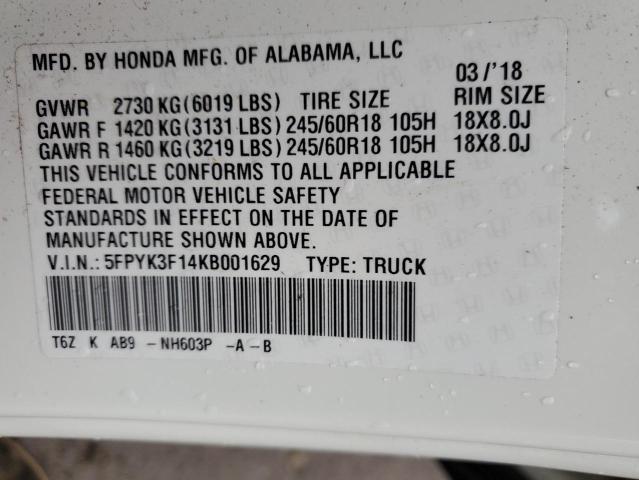 MFD. BY HONDA MFG. OF ALABAMA, LLC
03/'18
GVWR 2730 KG(6019 LBS) TIRE SIZE RIM SIZE
GAWR F 1420 KG(3131 LBS) 245/60R18 105H 18X8.0J
GAWR R 1460 KG(3219 LBS) 245/60R18 105H 18X8.0J
THIS VEHICLE CONFORMS TO ALL APPLICABLE
FEDERAL MOTOR VEHICLE SAFETY
STANDARDS IN EFFECT ON THE DATE OF
MANUFACTURE SHOWN ABOVE.
V.I.N.: 5FPYK3F14KB001629 TYPE: TRUCK
T6Z K AB9 -NH603P -A-B